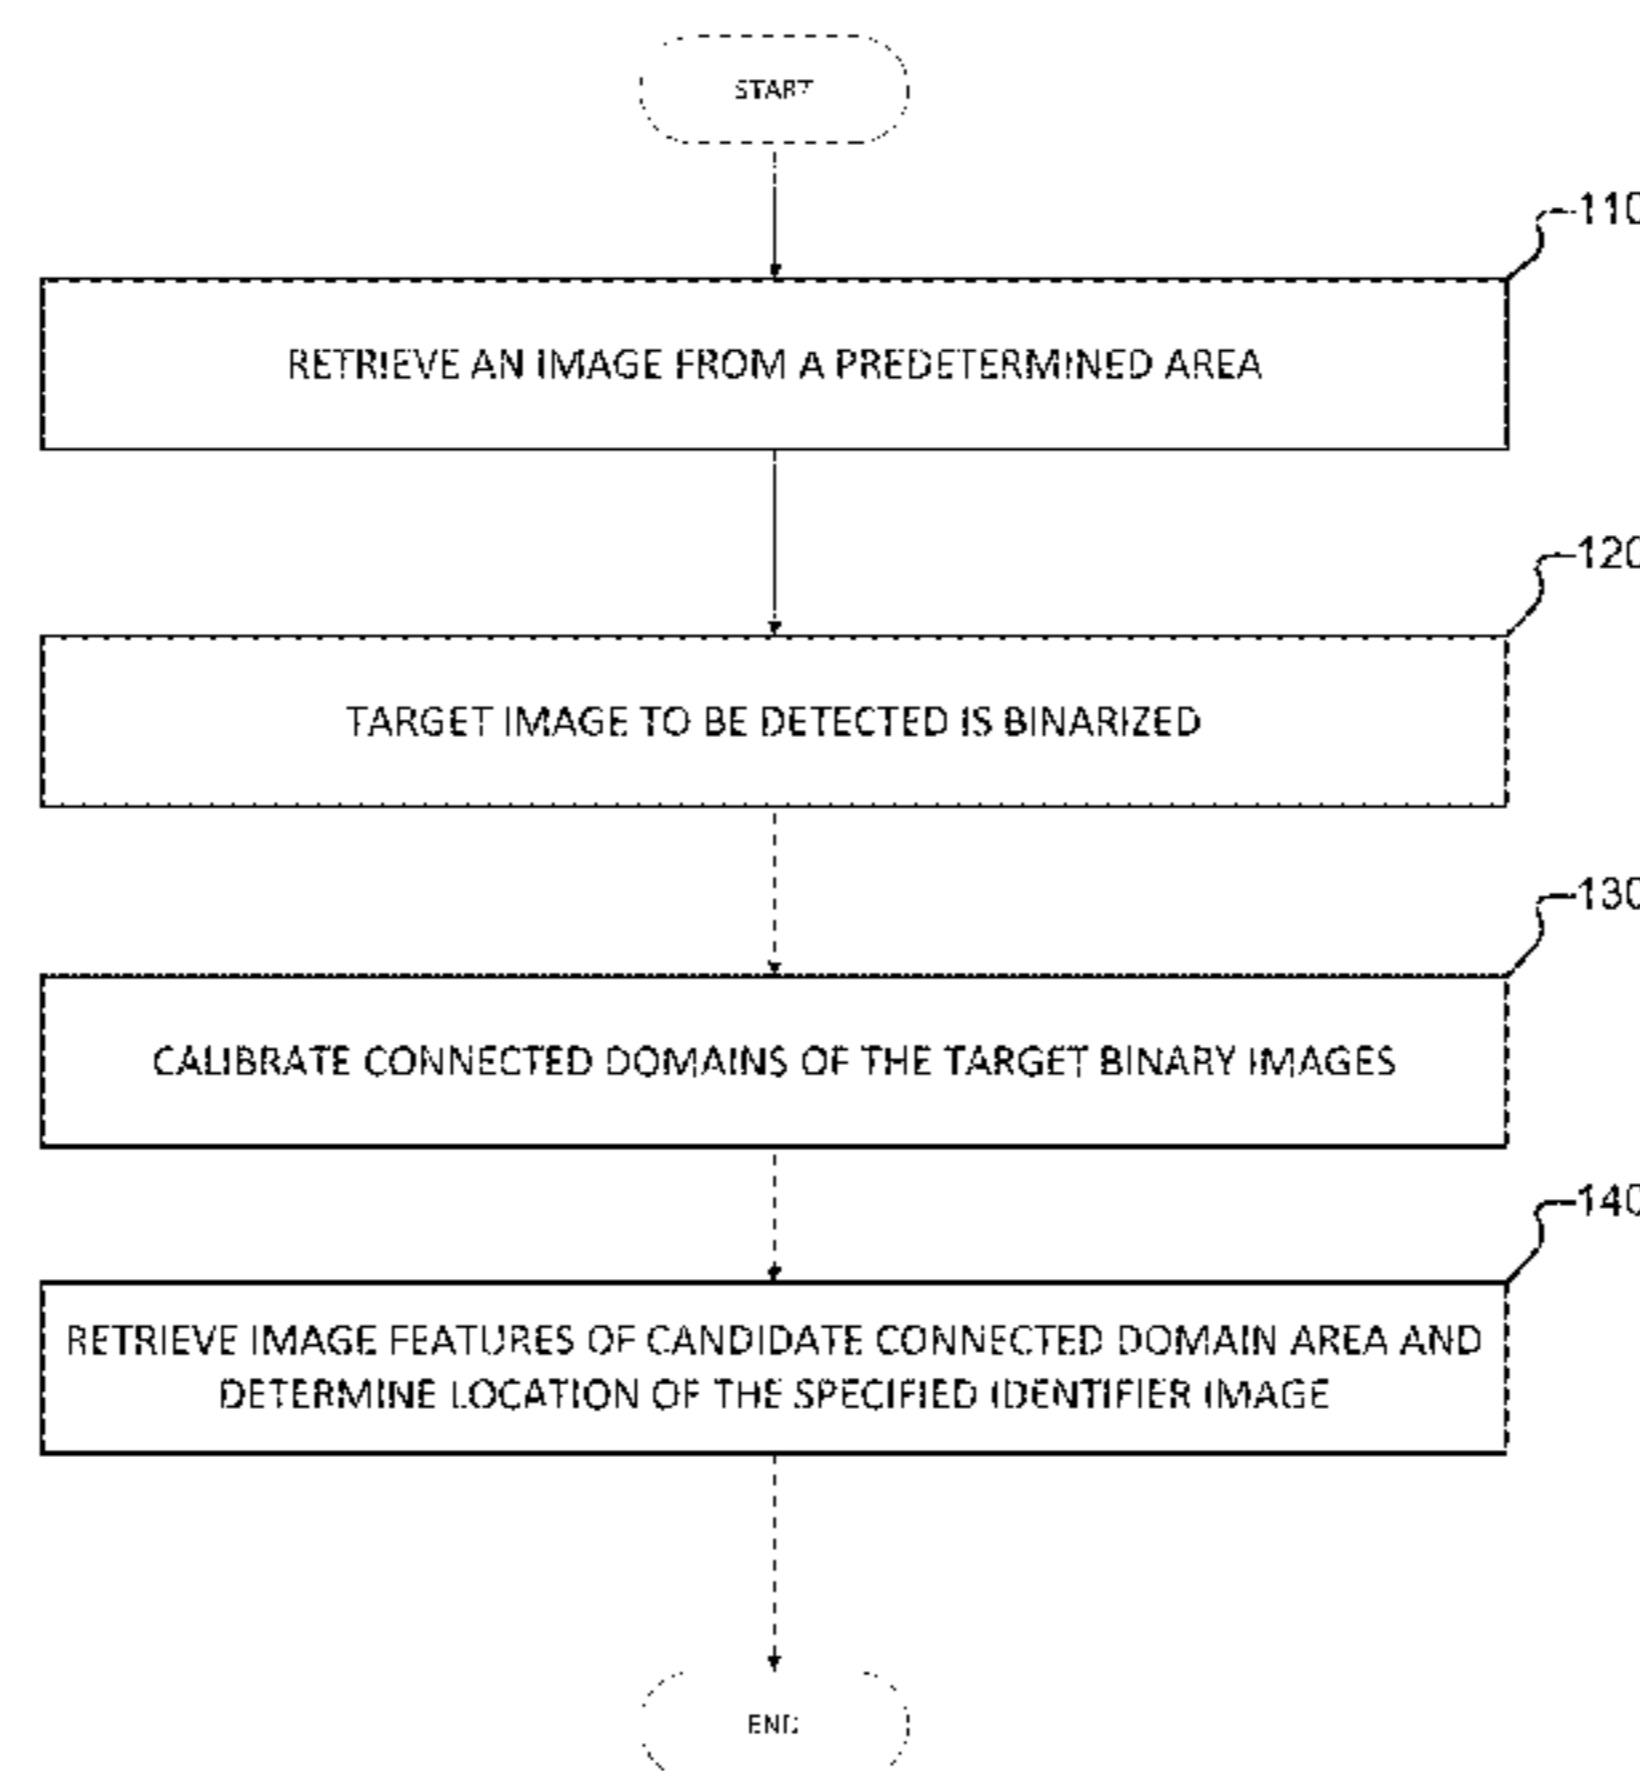 START
110
RETRIEVE AN IMAGE FROM A PREDETERMINED AREA
120
TARGET IMAGE TO BE DETECTED IS BINARIZED
130
CALIBRATE CONNECTED DOMAINS OF THE TARGET BINARY IMAGES
140
RETRIEVE IMAGE FEATURES OF CANDIDATE CONNECTED DOMAIN AREA AND
DETERMINE LOCATION OF THE SPECIFIED IDENTIFIER IMAGE
END